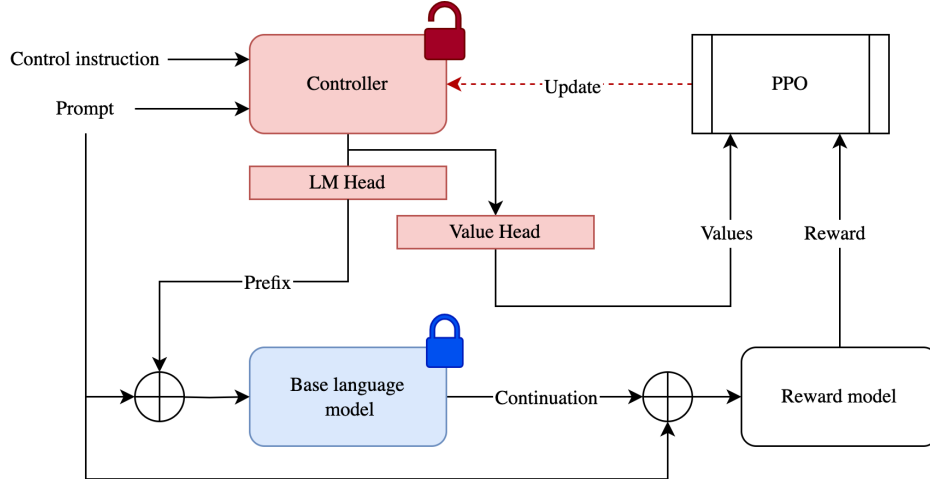 Control instruction
Controller
Update
PPO
Prompt
LM Head
Value Head
Values
Reward
Prefix
Base language
model
Continuation
Reward model